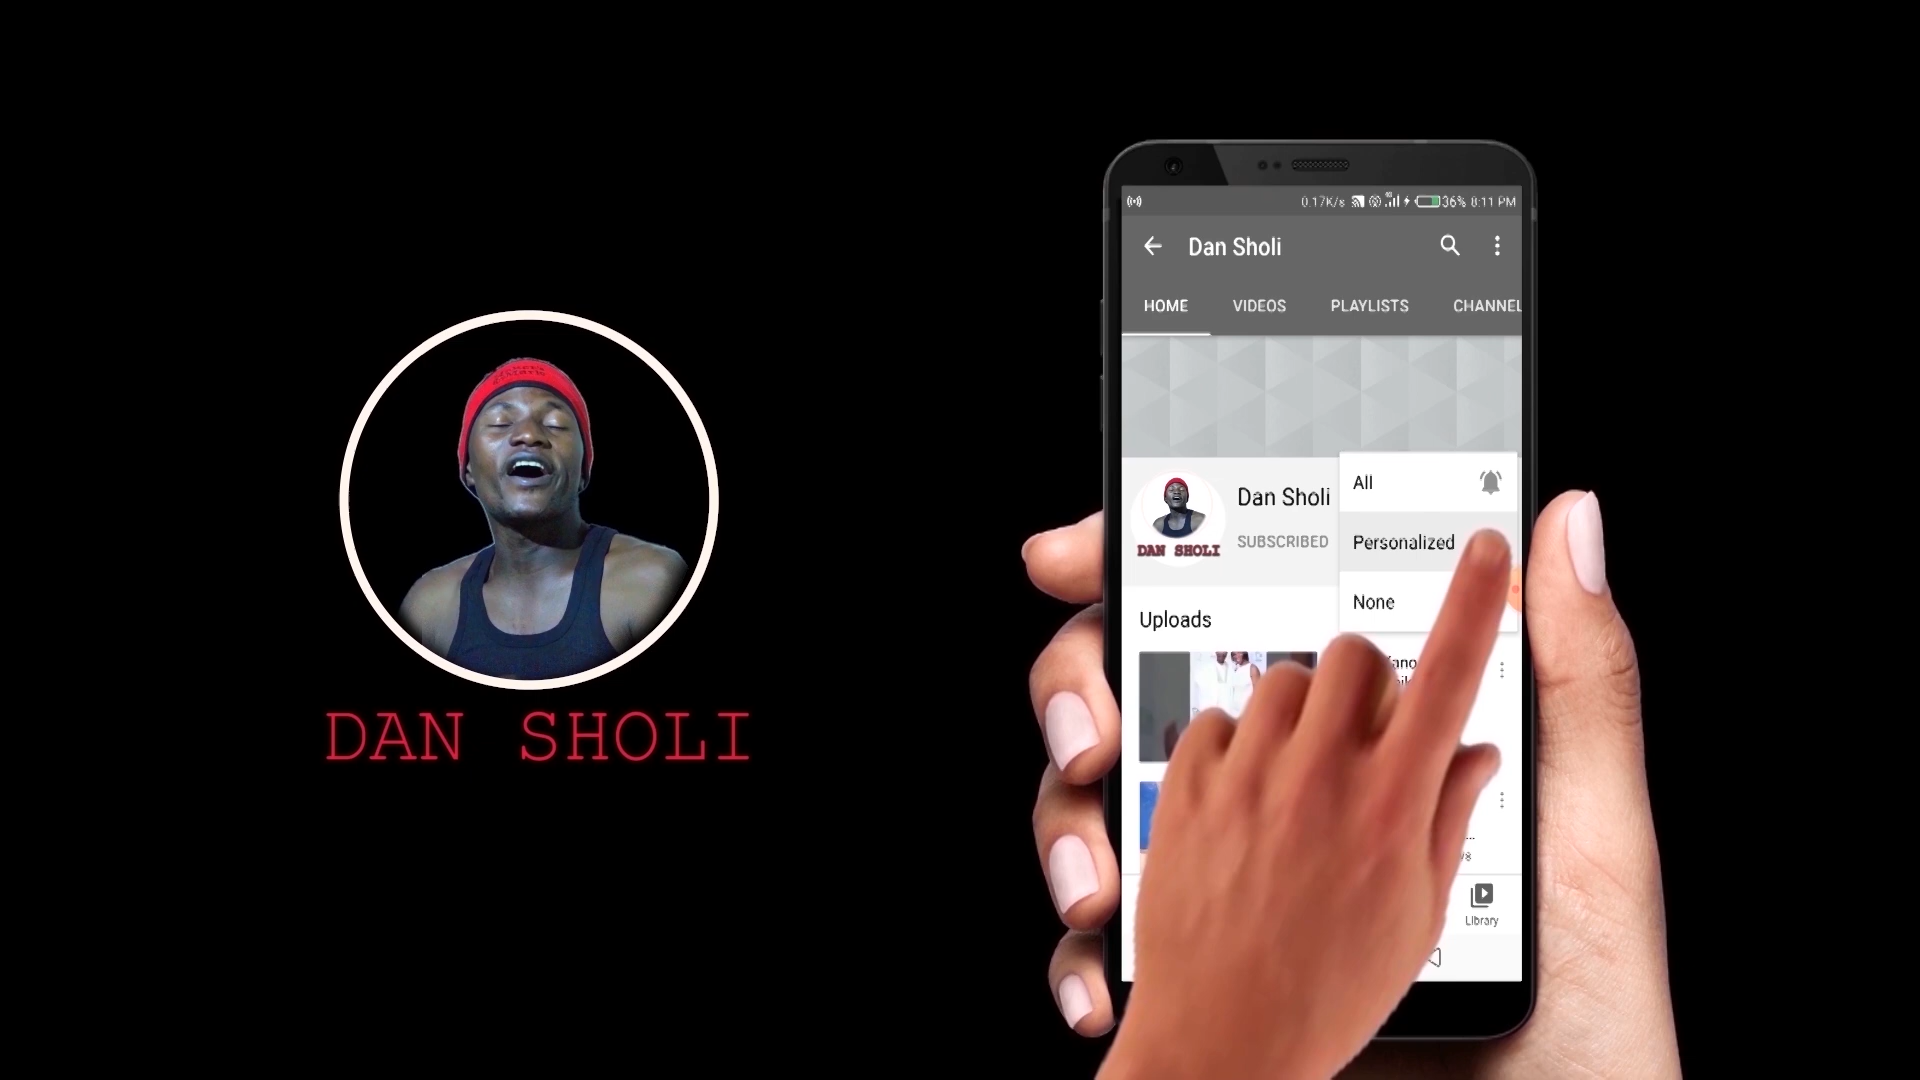 DAN SHOLI
0.17K/s 36% 8:11 PM
Dan Sholi
HOME VIDEOS PLAYLISTS CHANNEL
Dan Sholi
SUBSCRIBED
DAN SHOLI
All
Personalized
None
Uploads
Library